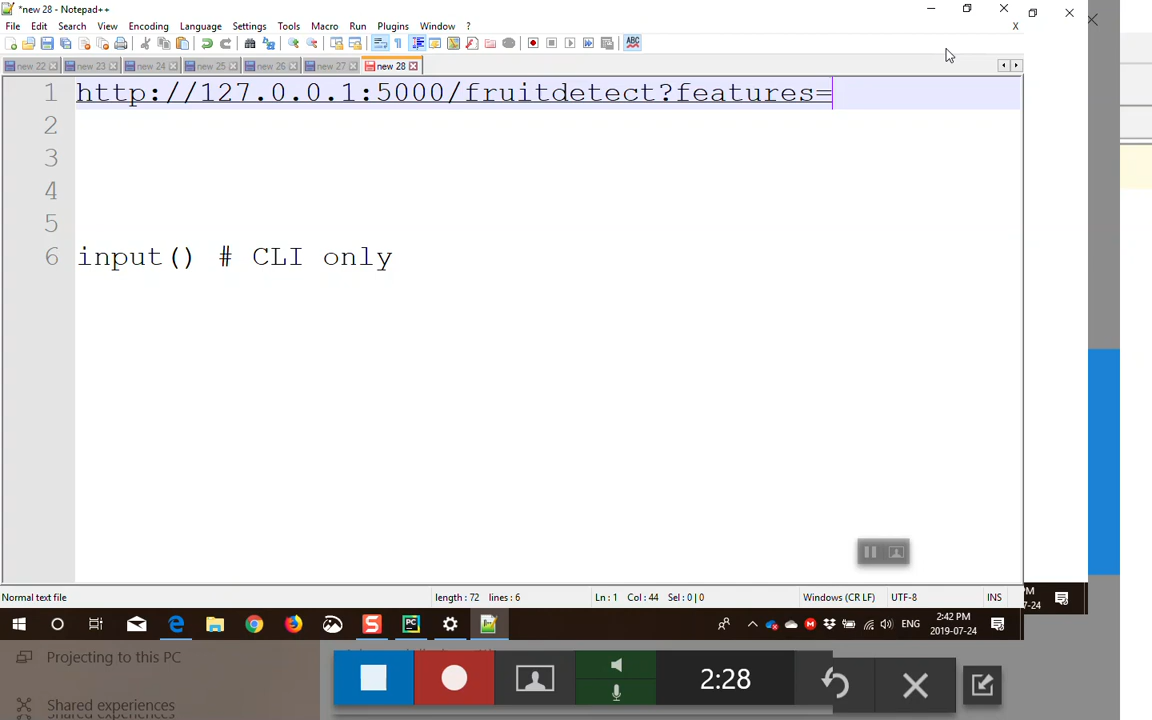 *new 28 - Notepad++
File Edit Search View Encoding Language Settings Tools Macro Run Plugins Window ?
X
ABC
new 22 new 23 new 24 new 25 new 26 new 27 new 28
1 http://127.0.0.1:5000/fruitdetect?features=
2
3
4
5
6 input() # CLI only
Normal text file length : 72 lines : 6 Ln : 1 Col : 44 Sel : 0 | 0 Windows (CR LF) UTF-8 INS
PC ENG 2:42 PM
2019-07-24
Projecting to this PC
2:28
Shared experiences